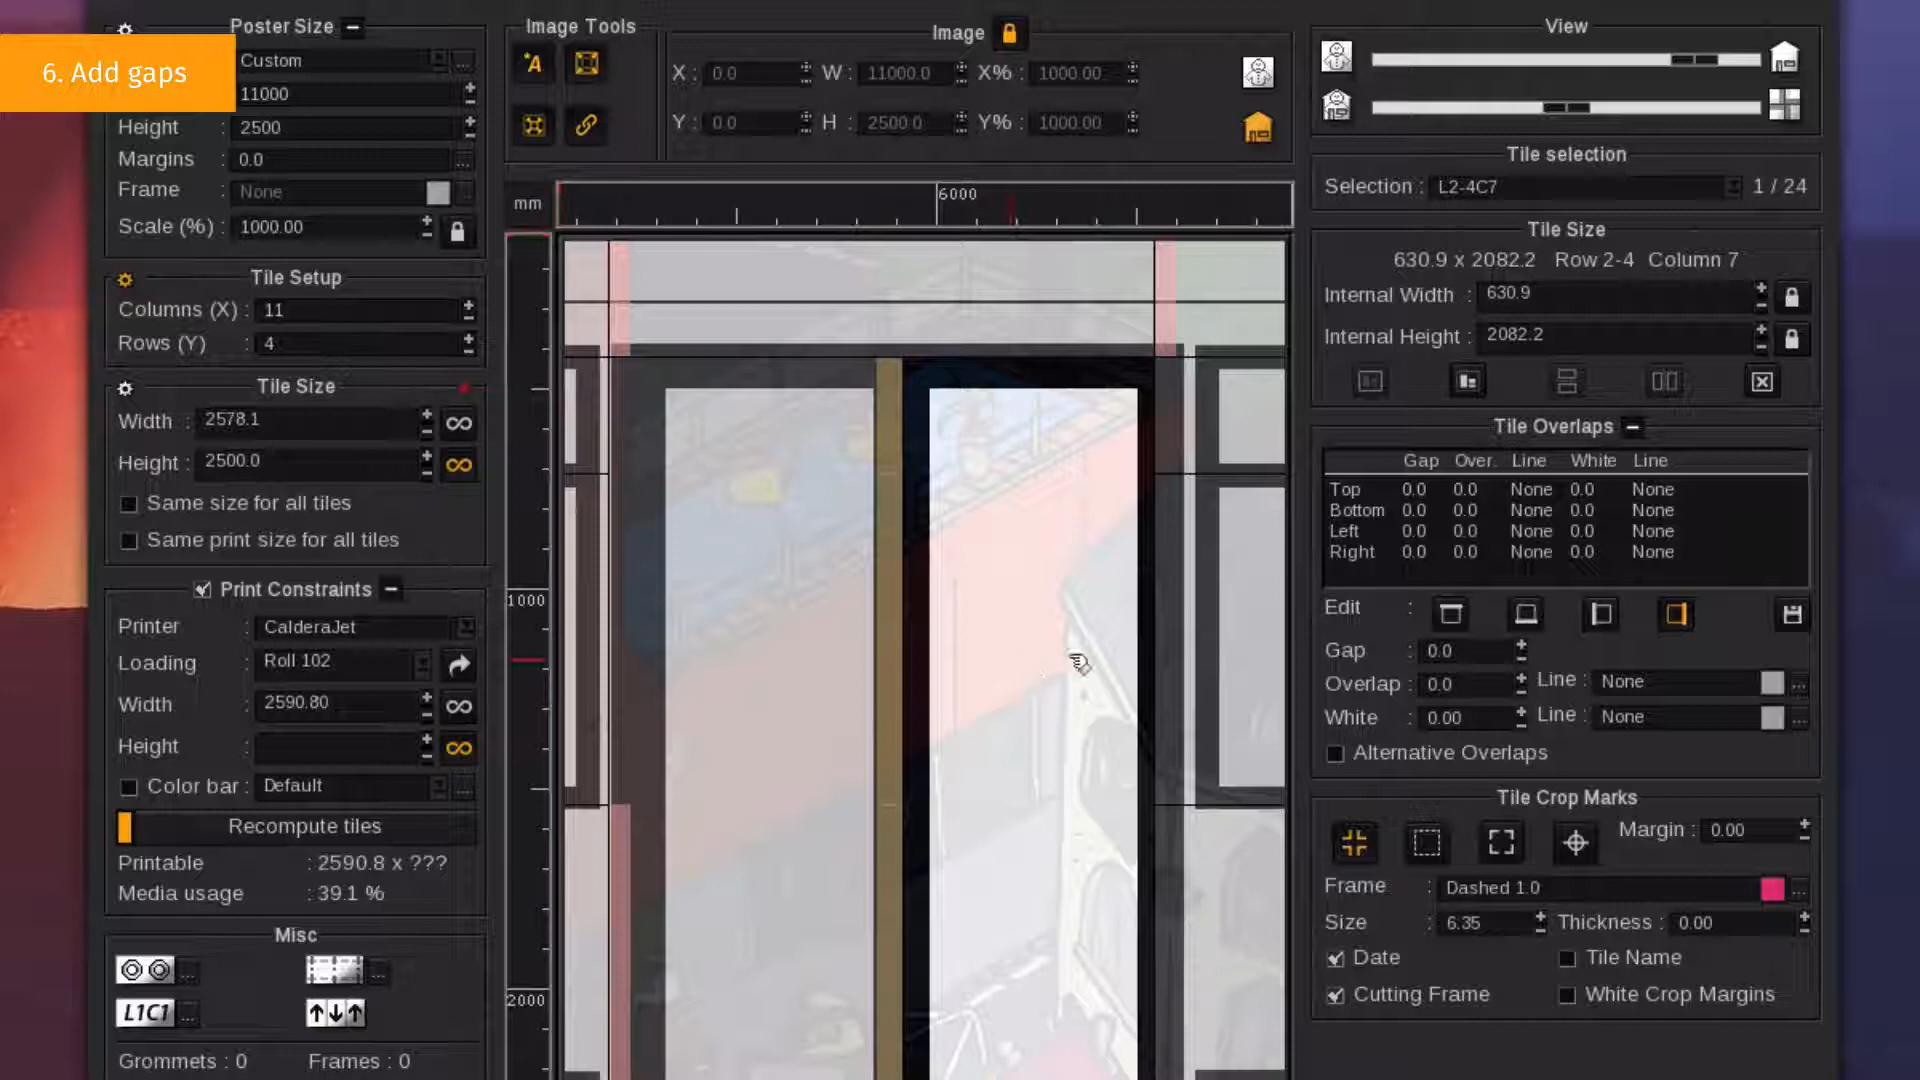 6. Add gaps
Poster Size
Custom
11000
Height : 2500
Margins : 0.0
Frame : None
Scale (%) : 1000.00
Tile Setup
Columns (X) : 11
Rows (Y) : 4
Tile Size
Width : 2578.1
Height : 2500.0
Same size for all tiles
Same print size for all tiles
Print Constraints
Printer : CalderaJet
Loading : Roll 102
Width : 2590.80
Height :
Color bar : Default
Recompute tiles
Printable : 2590.8 x ???
Media usage : 39.1 %
Misc
L1C1
Grommets : 0 Frames : 0
Image Tools
*A
Image
X : 0.0 W : 11000.0 X% : 1000.00
Y : 0.0 H : 2500.0 Y% : 1000.00
mm
6000
1000
2000
View
Tile selection
Selection : L2-4C7 1 / 24
Tile Size
630.9 x 2082.2 Row 2-4 Column 7
Internal Width : 630.9
Internal Height : 2082.2
Tile Overlaps
Gap Over. Line White Line
Top 0.0 0.0 None 0.0 None
Bottom 0.0 0.0 None 0.0 None
Left 0.0 0.0 None 0.0 None
Right 0.0 0.0 None 0.0 None
Edit :
Gap : 0.0
Overlap : 0.0 Line : None
White : 0.00 Line : None
Alternative Overlaps
Tile Crop Marks
Margin : 0.00
Frame : Dashed 1.0
Size : 6.35 Thickness : 0.00
Date Tile Name
Cutting Frame White Crop Margins